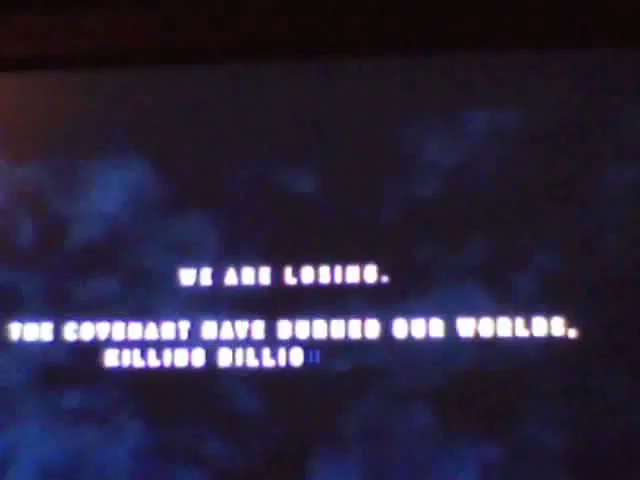 WE ARE LOSING.
THE COVENANT HAVE BURNED OUR WORLDS,
KILLING BILLIO